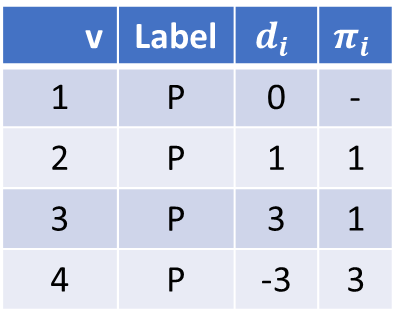 v Label d_i π_i
1 P 0 -
2 P 1 1
3 P 3 1
4 P -3 3